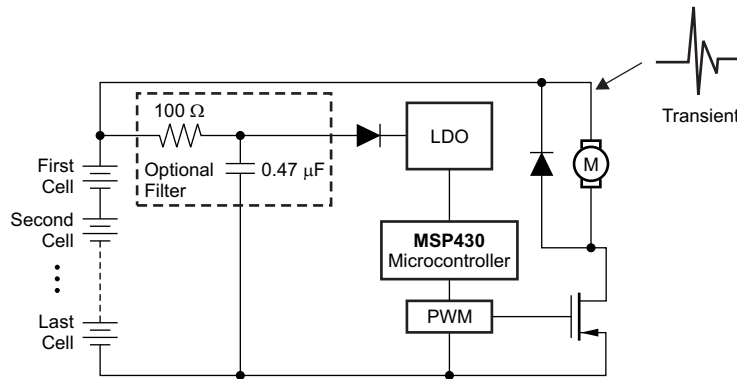 100 Ω
Optional
Filter
0.47 μF
LDO
M
Transient
First
Cell
Second
Cell
Last
Cell
MSP430
Microcontroller
PWM